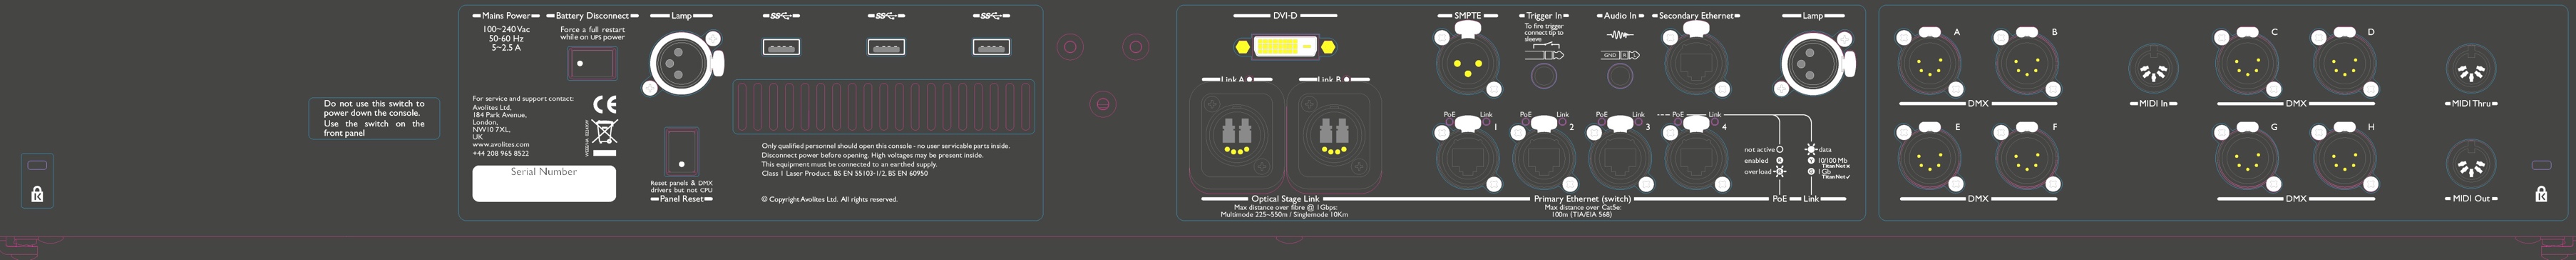 Do not use this switch to
power down the console.
Use the switch on the
front panel
K
Mains Power
100~240 Vac
50-60 Hz
5~2.5 A
Battery Disconnect
Force a full restart
while on UPS power
Lamp
SS
SS
SS
For service and support contact:
Avolites Ltd,
184 Park Avenue,
London,
NW10 7XL,
UK
www.avolites.com
+44 208 965 8522
CE
Serial Number
Reset panels & DMX
drivers but not CPU
Panel Reset
Only qualified personnel should open this console - no user servicable parts inside.
Disconnect power before opening. High voltages may be present inside.
This equipment must be connected to an earthed supply.
Class 1 Laser Product. BS EN 55103-1/2, BS EN 60950
© Copyright Avolites Ltd. All rights reserved.
DVI-D
Link A
Link B
Optical Stage Link
Max distance over fibre @ 1Gbps:
Multimode 225~550m / Singlemode 10Km
SMPTE
Trigger In
To fire trigger
connect tip to
sleeve
Audio In
GND
R
Secondary Ethernet
Lamp
PoE
Link
1
PoE
Link
2
PoE
Link
3
PoE
Link
4
not active
enabled
overload
data
10/100 Mb
TitanNet x
1Gb
TitanNet ✓
Primary Ethernet (switch)
Max distance over Cat5e:
100m (TIA/EIA 568)
PoE
Link
A
B
DMX
E
F
DMX
MIDI In
C
D
DMX
G
H
DMX
MIDI Thru
MIDI Out
K